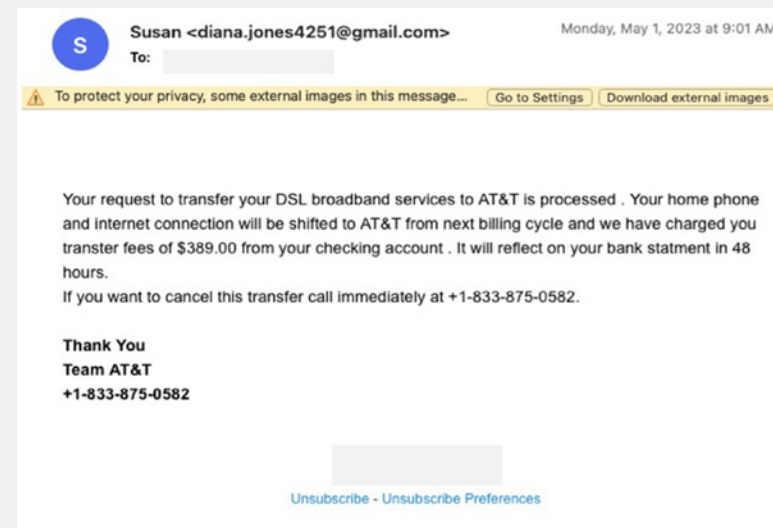 S
Susan <diana.jones4251@gmail.com>
Monday, May 1, 2023 at 9:01 AM
To:
To protect your privacy, some external images in this message... Go to Settings Download external images
Your request to transfer your DSL broadband services to AT&T is processed . Your home phone
and internet connection will be shifted to AT&T from next billing cycle and we have charged you
transter fees of $389.00 from your checking account . It will reflect on your bank statment in 48
hours.
If you want to cancel this transfer call immediately at +1-833-875-0582.
Thank You
Team AT&T
+1-833-875-0582
Unsubscribe - Unsubscribe Preferences